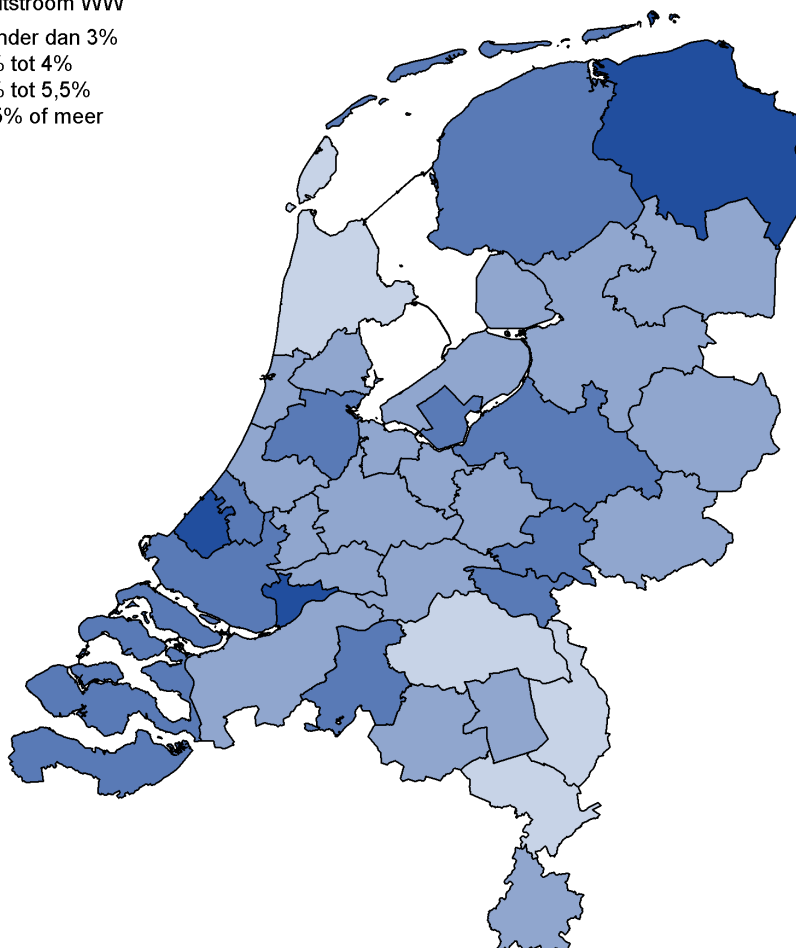 itstroom WW
nder dan 3%
% tot 4%
% tot 5,5%
5% of meer